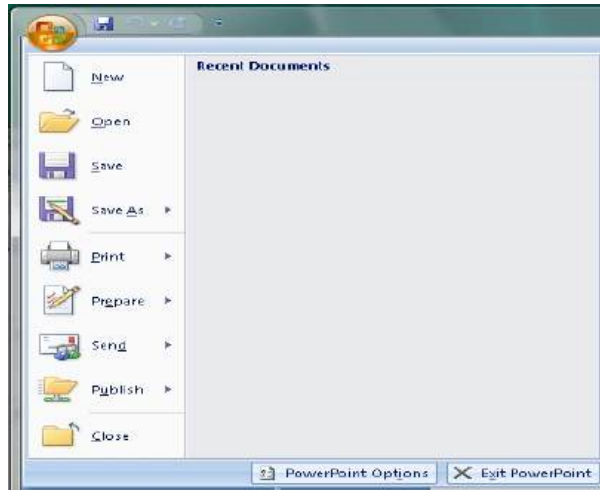 Recent Documents
New
Open
Save
Save As
Print
Prepare
Send
Publish
Close
PowerPoint Options
Exit PowerPoint